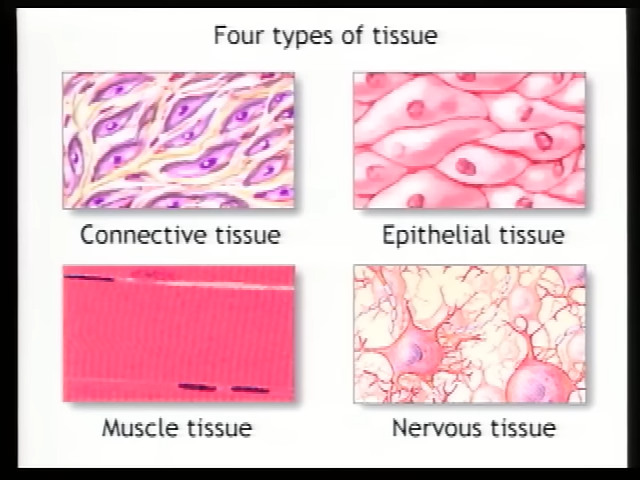 Four types of tissue
Connective tissue
Epithelial tissue
Muscle tissue
Nervous tissue